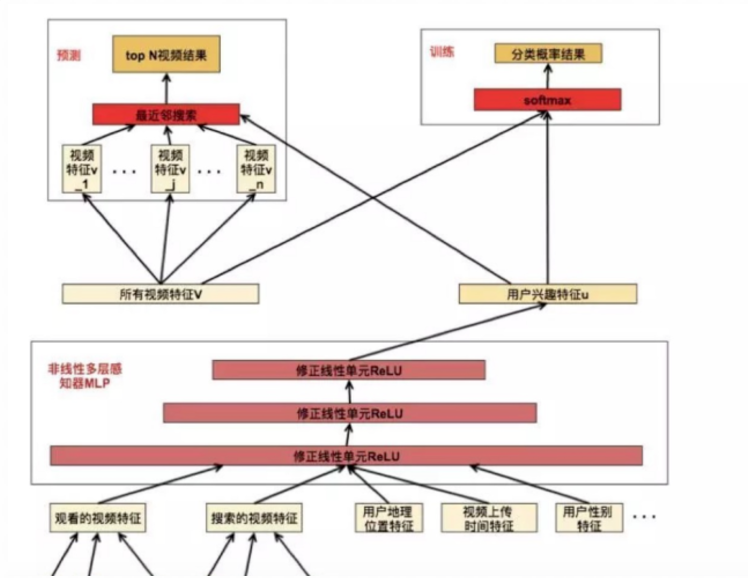 预测
top N视频结果
最近邻搜索
视频
特征v
_1
...
视频
特征v
_j
...
视频
特征v
_n
训练
分类概率结果
softmax
所有视频特征V
用户兴趣特征u
非线性多层感
知器MLP
修正线性单元ReLU
修正线性单元ReLU
修正线性单元ReLU
观看的视频特征
搜索的视频特征
用户地理
位置特征
视频上传
时间特征
用户性别
特征
...